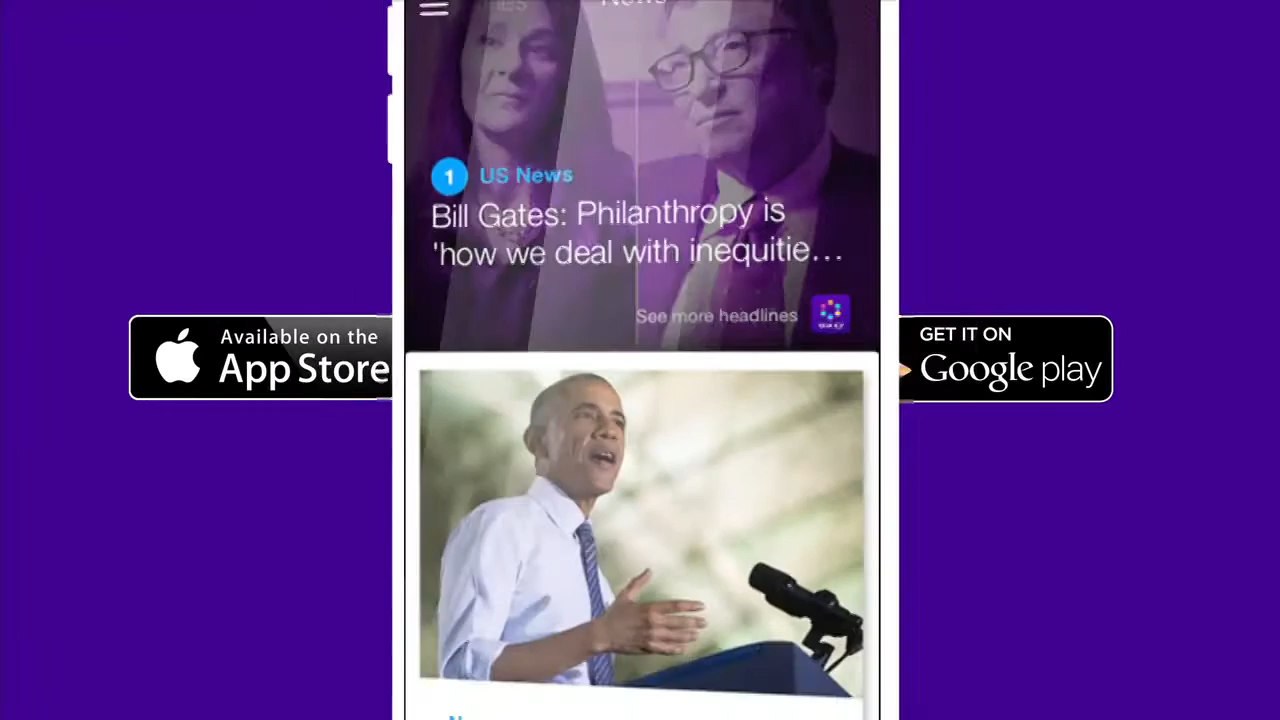 News
1 US News
Bill Gates: Philanthropy is
'how we deal with inequitie...
See more headlines
Available on the
App Store
GET IT ON
Google play